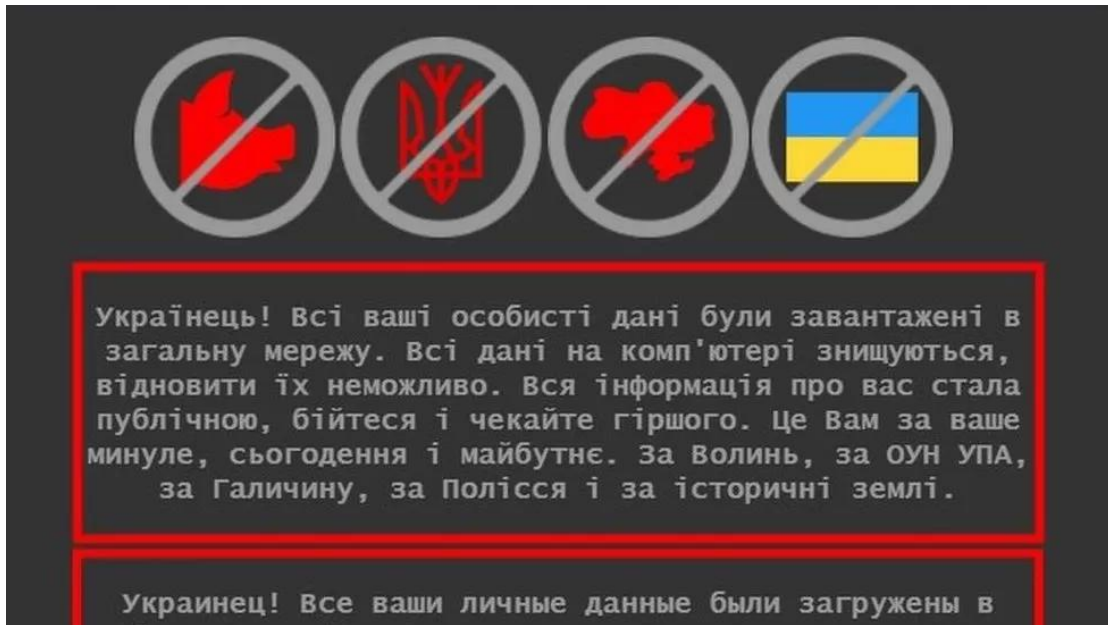 Українець! Всі ваші особисті дані були завантажені в
загальну мережу. Всі дані на комп'ютері знищуються,
відновити їх неможливо. Вся інформація про вас стала
публічною, бійтеся і чекайте гіршого. Це Вам за ваше
минуле, сьогодення і майбутнє. За Волинь, за ОУН УПА,
за Галичину, за Полісся і за історичні землі.
Украинец! Все ваши личные данные были загружены в